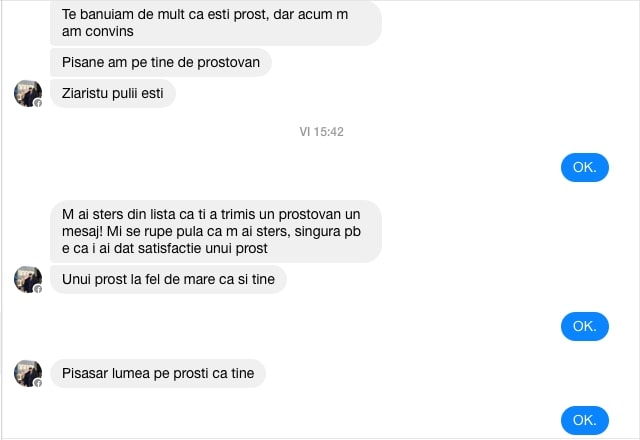 Te banuiam de mult ca esti prost, dar acum m
am convins
Pisane am pe tine de prostovan
Ziaristu pulii esti
VI 15:42
OK.
M ai sters din lista ca ti a trimis un prostovan un
mesaj! Mi se rupe pula ca m ai sters, singura pb
e ca i ai dat satisfactie unui prost
Unui prost la fel de mare ca si tine
OK.
Pisasar lumea pe prosti ca tine
OK.